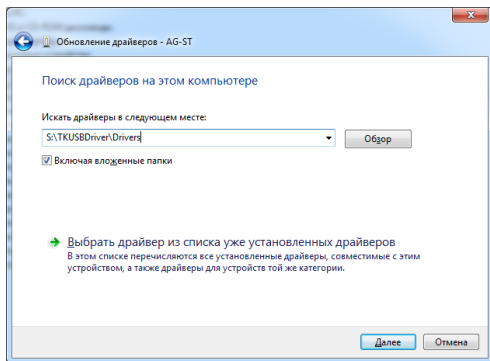 Обновление драйверов - AG-ST
Поиск драйверов на этом компьютере
Искать драйверы в следующем месте:
S:\TKUSBDriver\Drivers
Обзор
Включая вложенные папки
Выбрать драйвер из списка уже установленных драйверов
В этом списке перечисляются все установленные драйверы, совместимые с этим
устройством, а также драйверы для устройств той же категории.
Далее
Отмена